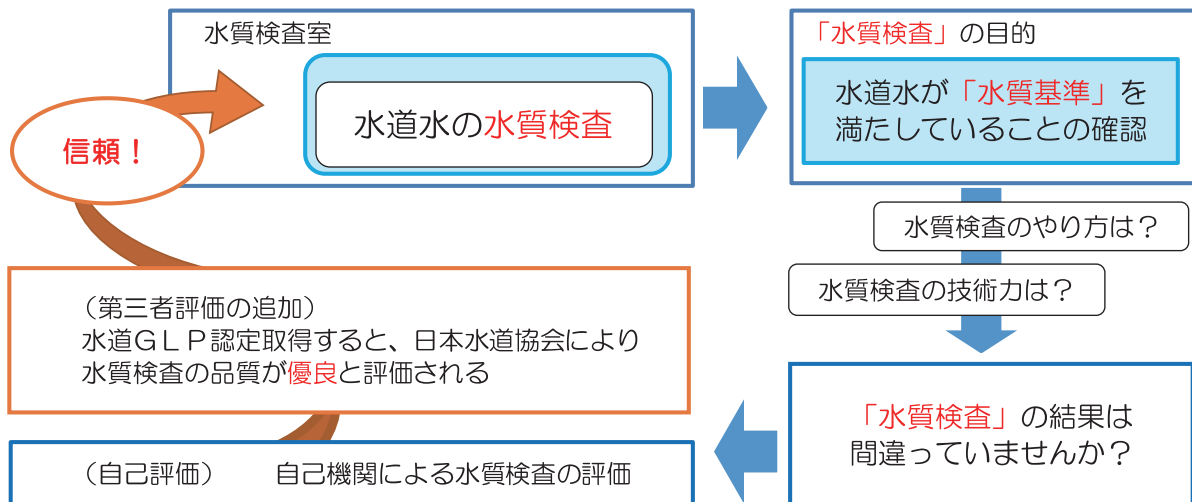 水質検査室
水道水の水質検査
「水質検査」の目的
水道水が「水質基準」を
満たしていることの確認
水質検査のやり方は？
水質検査の技術力は？
「水質検査」の結果は
間違っていませんか？
（自己評価）　　自己機関による水質検査の評価
（第三者評価の追加）
水道ＧＬＰ認定取得すると、日本水道協会により
水質検査の品質が優良と評価される
信頼！